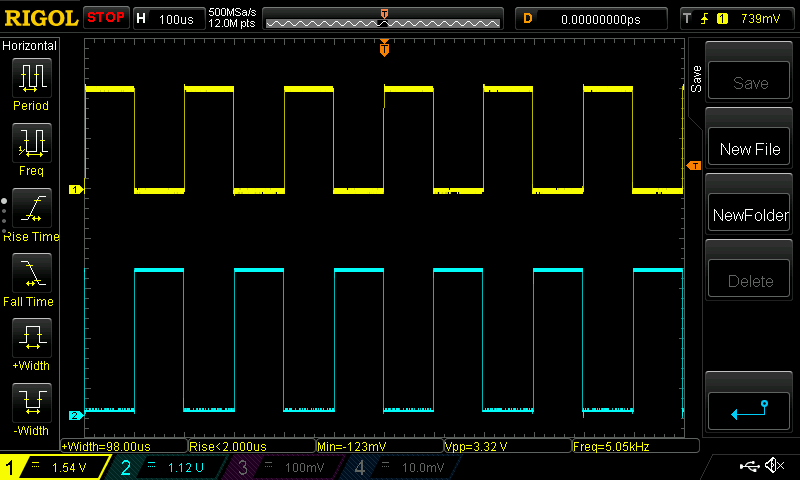 RIGOL STOP H 100us 500MSa/s 12.0M pts T D 0.00000000ps T 1 739mV
Horizontal
Period
Freq
Rise Time
Fall Time
+Width
-Width
T
1
2
T
Save
Save
New File
NewFolder
Delete
+Width=98.00us Rise<2.000us Min=-123mV Vpp=3.32 V Freq=5.05kHz
1 1.54 V 2 1.12 U 3 100mV 4 10.0mV